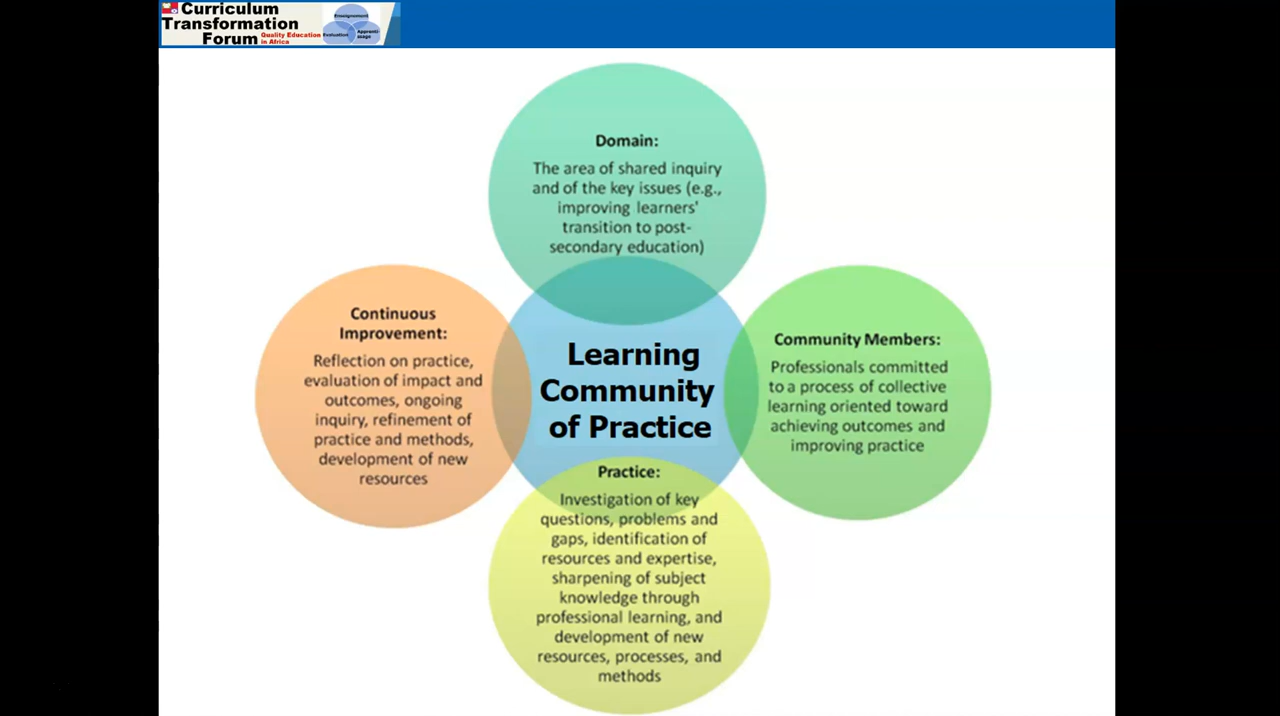 Curriculum
Transformation
Forum
Quality Education
in Africa
Enseignement
Evaluation
Apprenti-
ssage
Domain:
The area of shared inquiry
and of the key issues (e.g.,
improving learners'
transition to post-
secondary education)
Continuous
Improvement:
Reflection on practice,
evaluation of impact and
outcomes, ongoing
inquiry, refinement of
practice and methods,
development of new
resources
Learning
Community
of Practice
Community Members:
Professionals committed
to a process of collective
learning oriented toward
achieving outcomes and
improving practice
Practice:
Investigation of key
questions, problems and
gaps, identification of
resources and expertise,
sharpening of subject
knowledge through
professional learning, and
development of new
resources, processes, and
methods